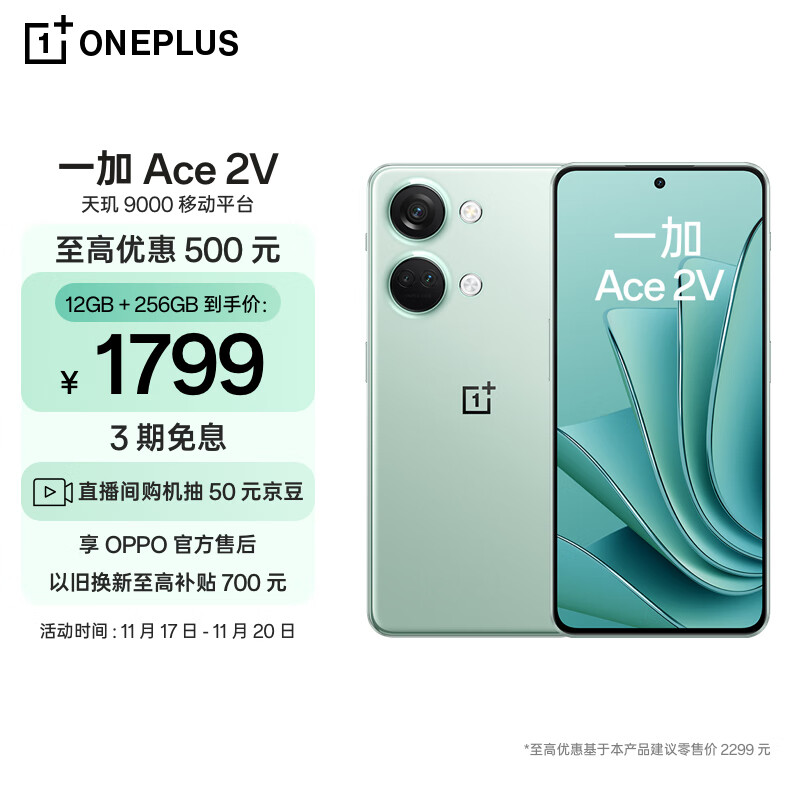 1+ ONEPLUS
一加 Ace 2V
天玑 9000 移动平台
至高优惠 500 元
12GB + 256GB 到手价:
¥ 1799
3 期免息
直播间购机抽 50 元京豆
享 OPPO 官方售后
以旧换新至高补贴 700 元
活动时间 : 11 月 17 日 - 11 月 20 日
1+
一加
Ace 2V
*至高优惠基于本产品建议零售价 2299 元